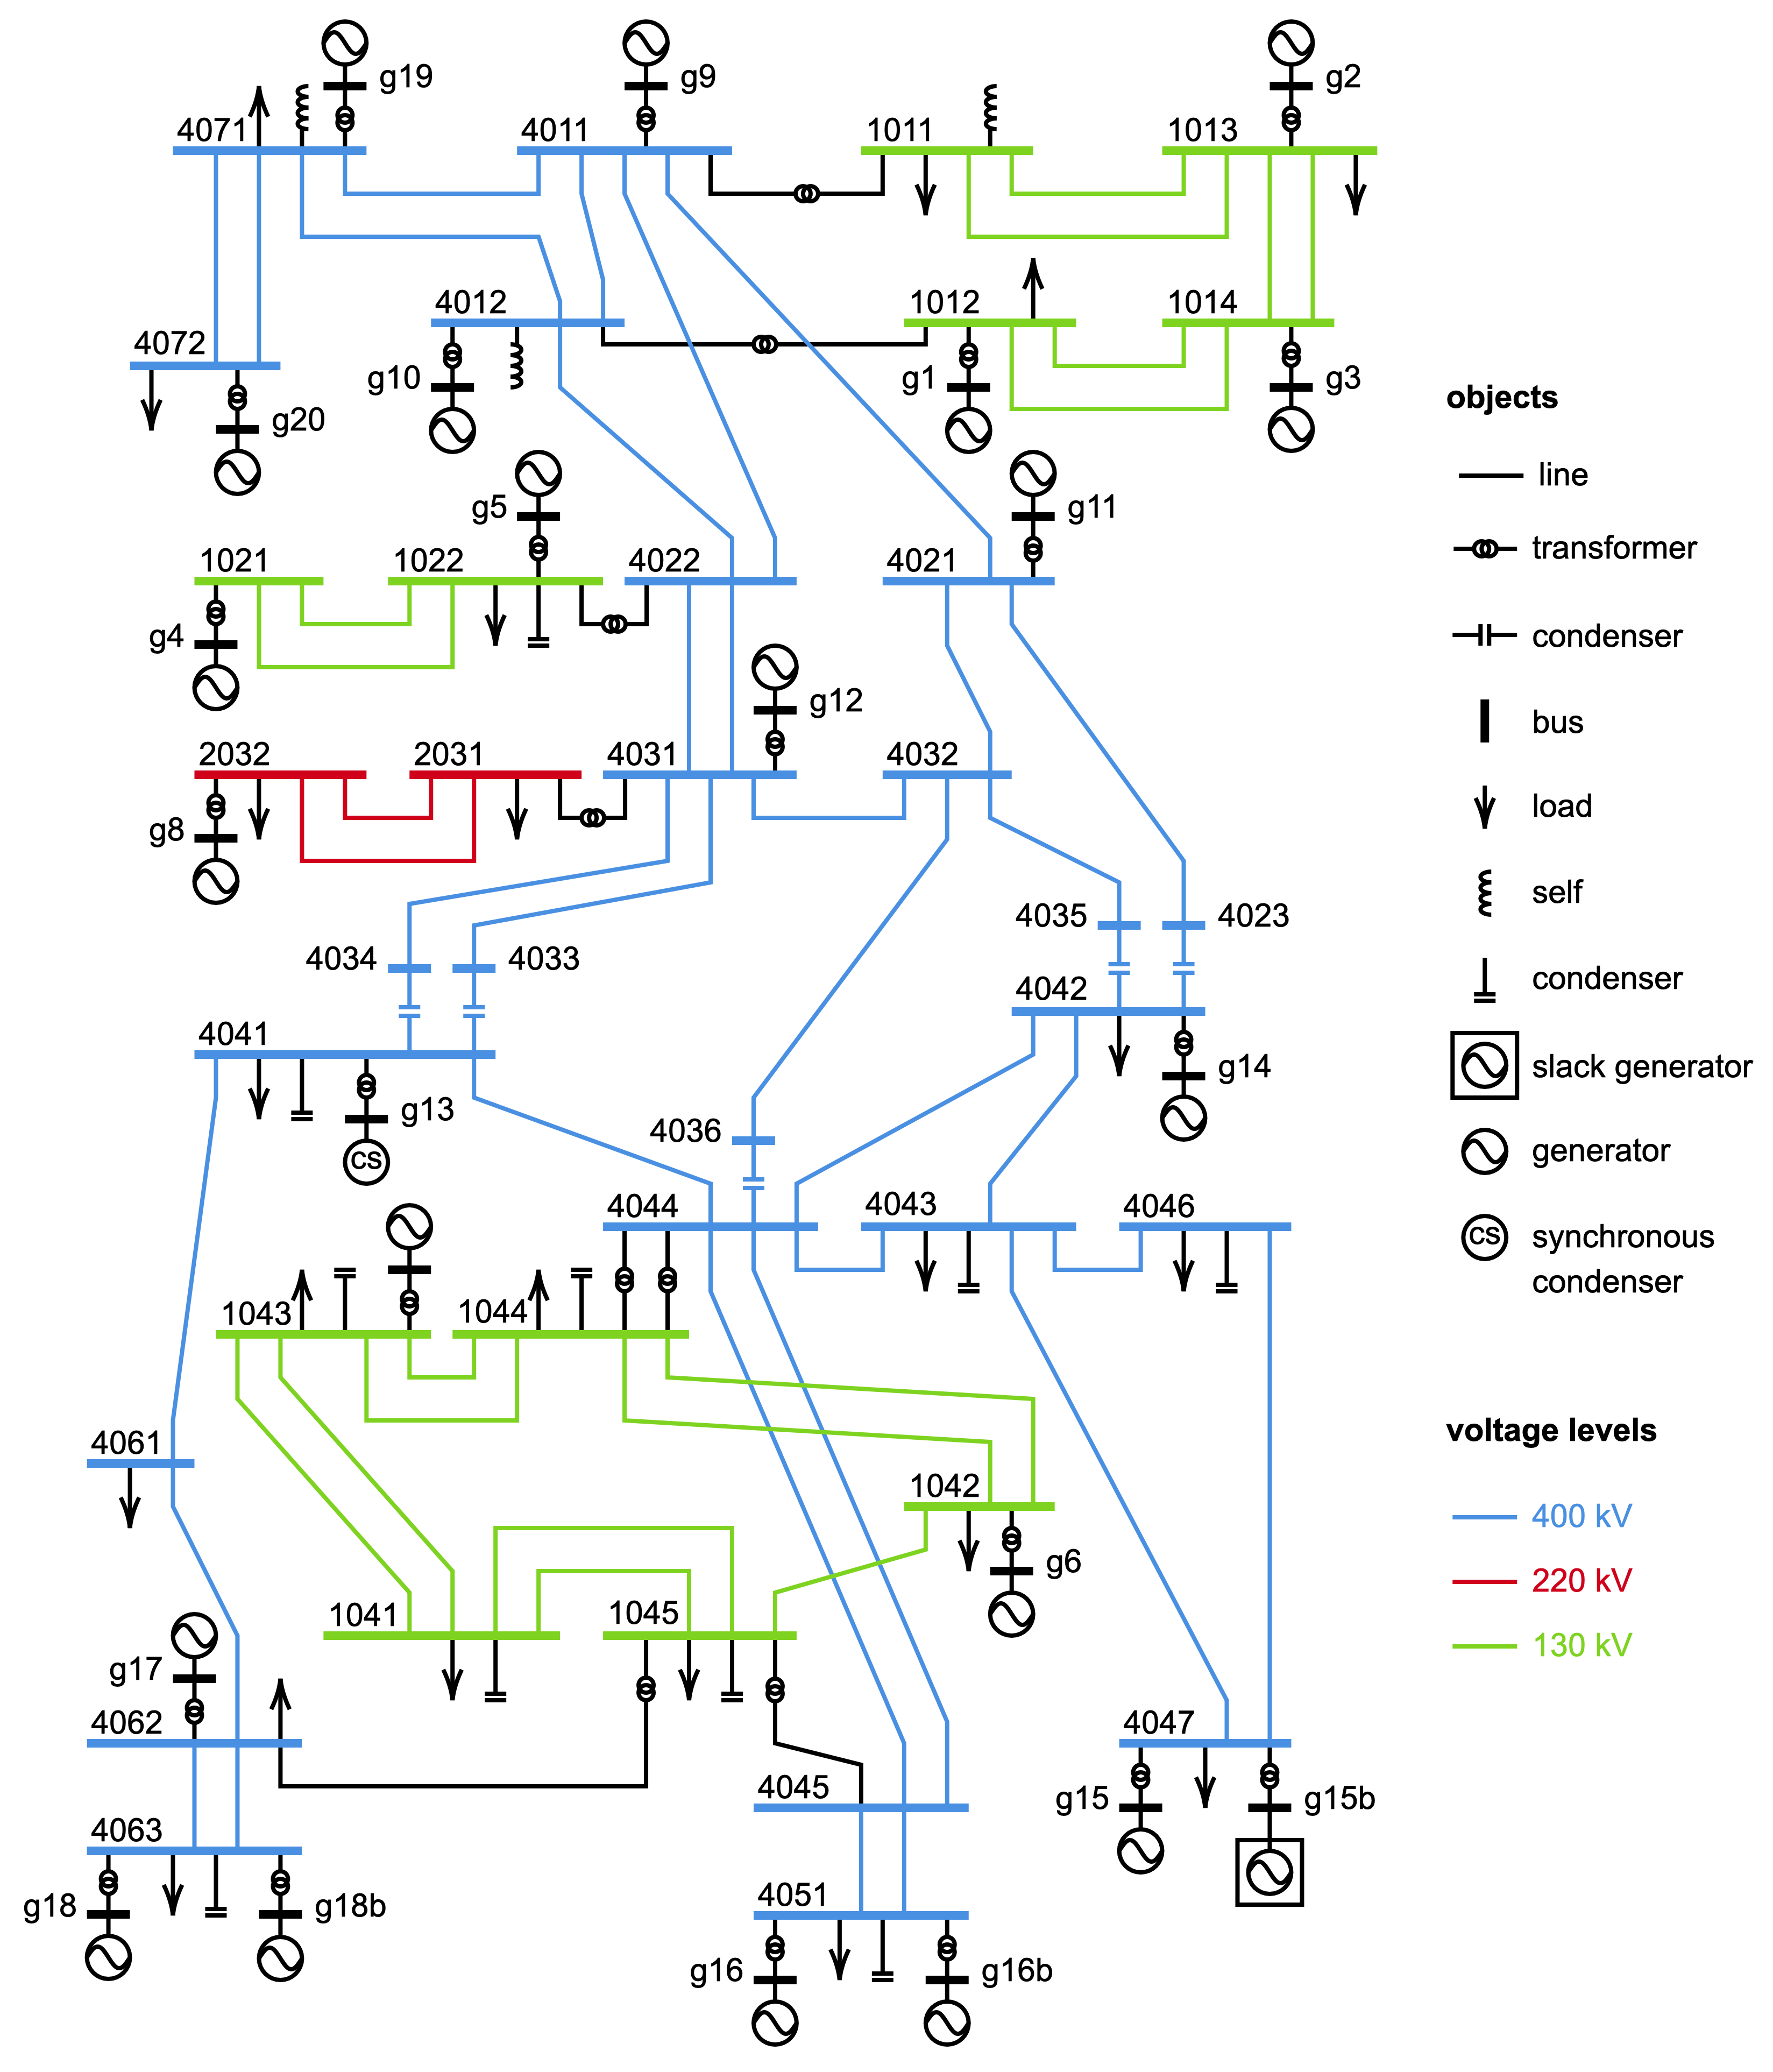 g19
g9
g2
4071
4011
1011
1013
4012
1012
1014
4072
g10
g1
g3
g20
objects
line
g5
g11
1021
1022
4022
4021
transformer
g4
condenser
g12
bus
2032
2031
4031
4032
g8
load
self
4035
4023
4034
4033
4042
condenser
4041
g14
slack generator
g13
4036
CS
generator
4044
4043
4046
CS
synchronous
condenser
1043
1044
voltage levels
4061
1042
400 kV
g6
220 kV
1041
1045
130 kV
g17
4062
4047
4045
g15
g15b
4063
4051
g18
g18b
g16
g16b